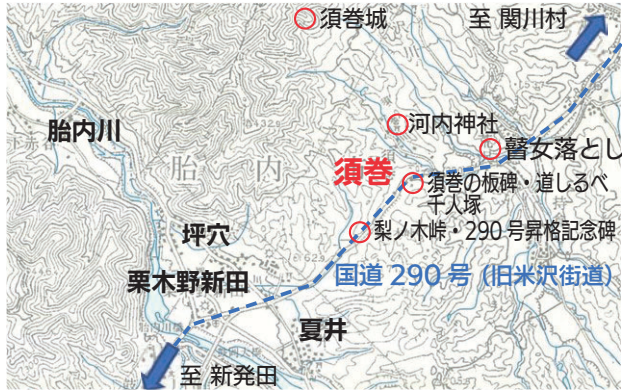 須巻城
至 関川村
胎内川
河内神社
瞽女落とし
胎内
須巻
須巻の板碑・道しるべ
千人塚
梨ノ木峠・290号昇格記念碑
坪穴
国道 290 号（旧米沢街道）
栗木野新田
夏井
至 新発田